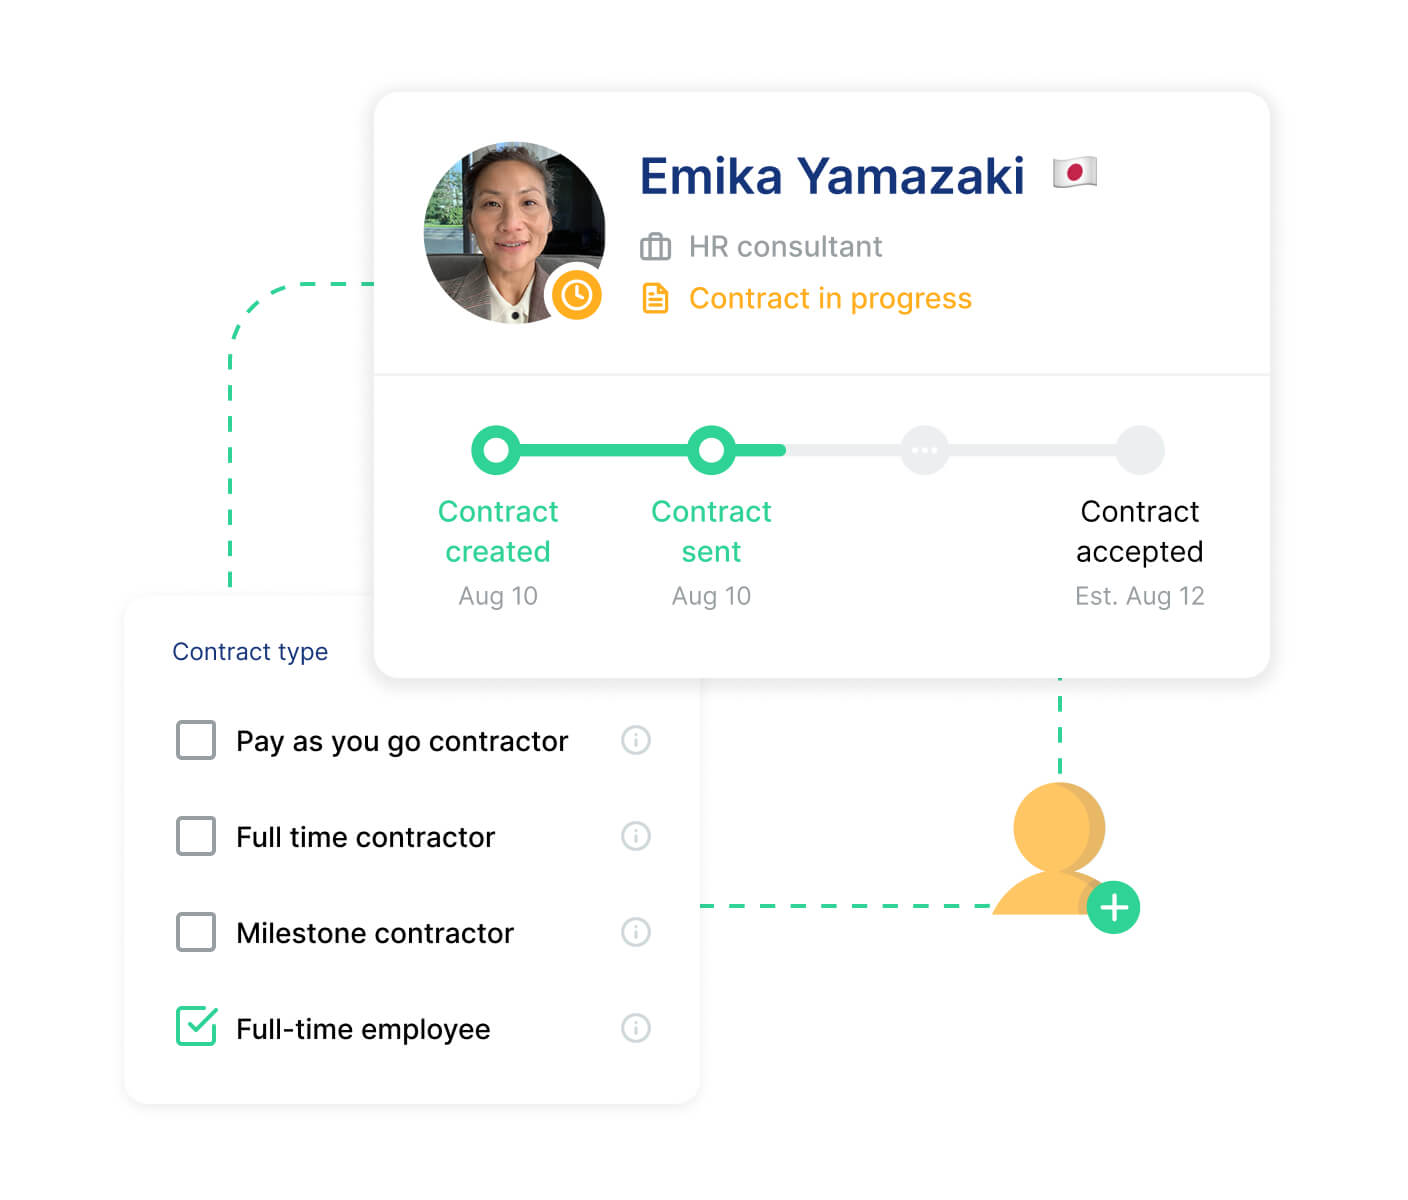 Emika Yamazaki
HR consultant
Contract in progress
Contract
created
Aug 10
Contract
sent
Aug 10
Contract
accepted
Est. Aug 12
Contract type
Pay as you go contractor
Full time contractor
Milestone contractor
Full-time employee